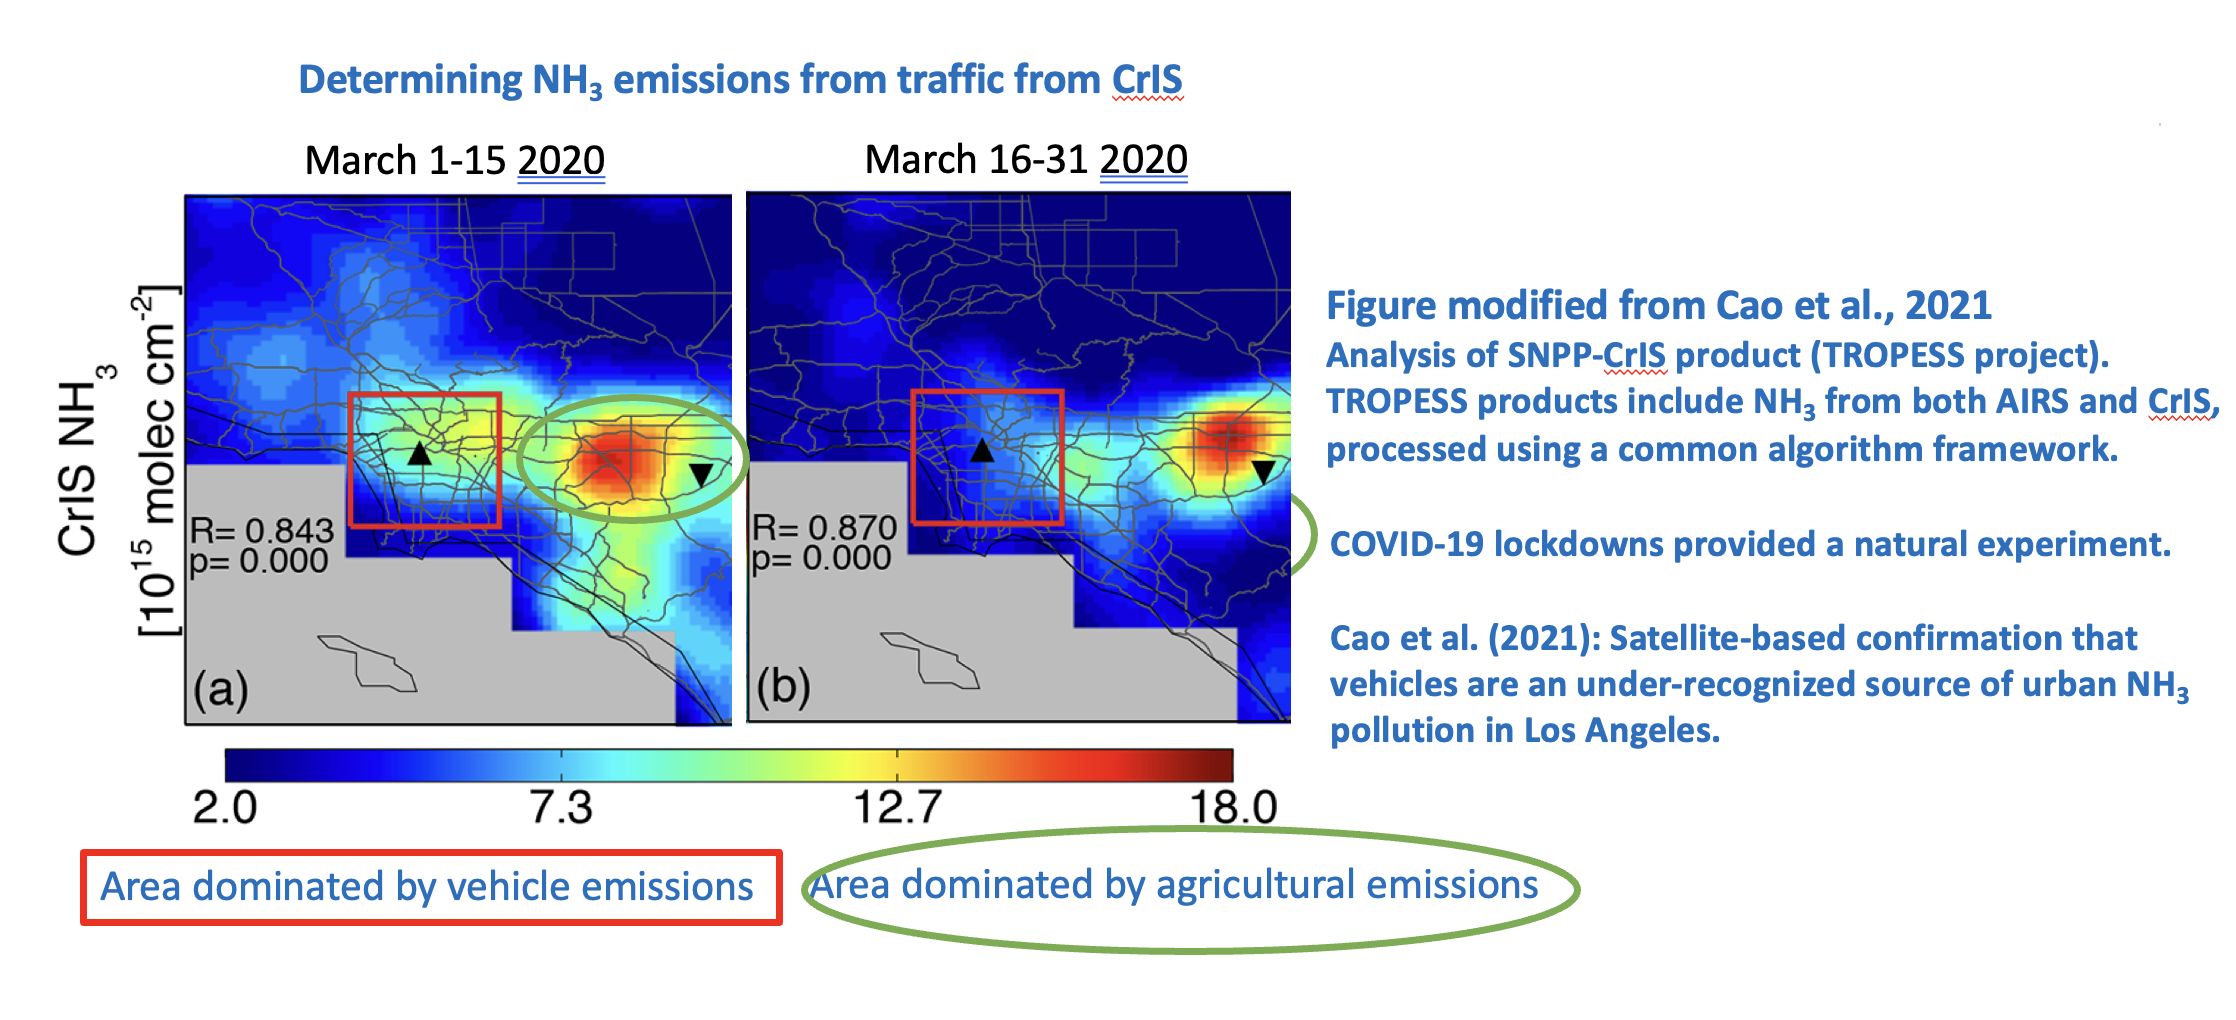 Determining NH₃ emissions from traffic from CrIS
March 1-15 2020
March 16-31 2020
CrIS NH₃
[10¹⁵ molec cm⁻²]
R= 0.843
p= 0.000
(a)
R= 0.870
p= 0.000
(b)
2.0 7.3 12.7 18.0
Area dominated by vehicle emissions
Area dominated by agricultural emissions
Figure modified from Cao et al., 2021
Analysis of SNPP-CrIS product (TROPESS project).
TROPESS products include NH₃ from both AIRS and CrIS,
processed using a common algorithm framework.
COVID-19 lockdowns provided a natural experiment.
Cao et al. (2021): Satellite-based confirmation that
vehicles are an under-recognized source of urban NH₃
pollution in Los Angeles.